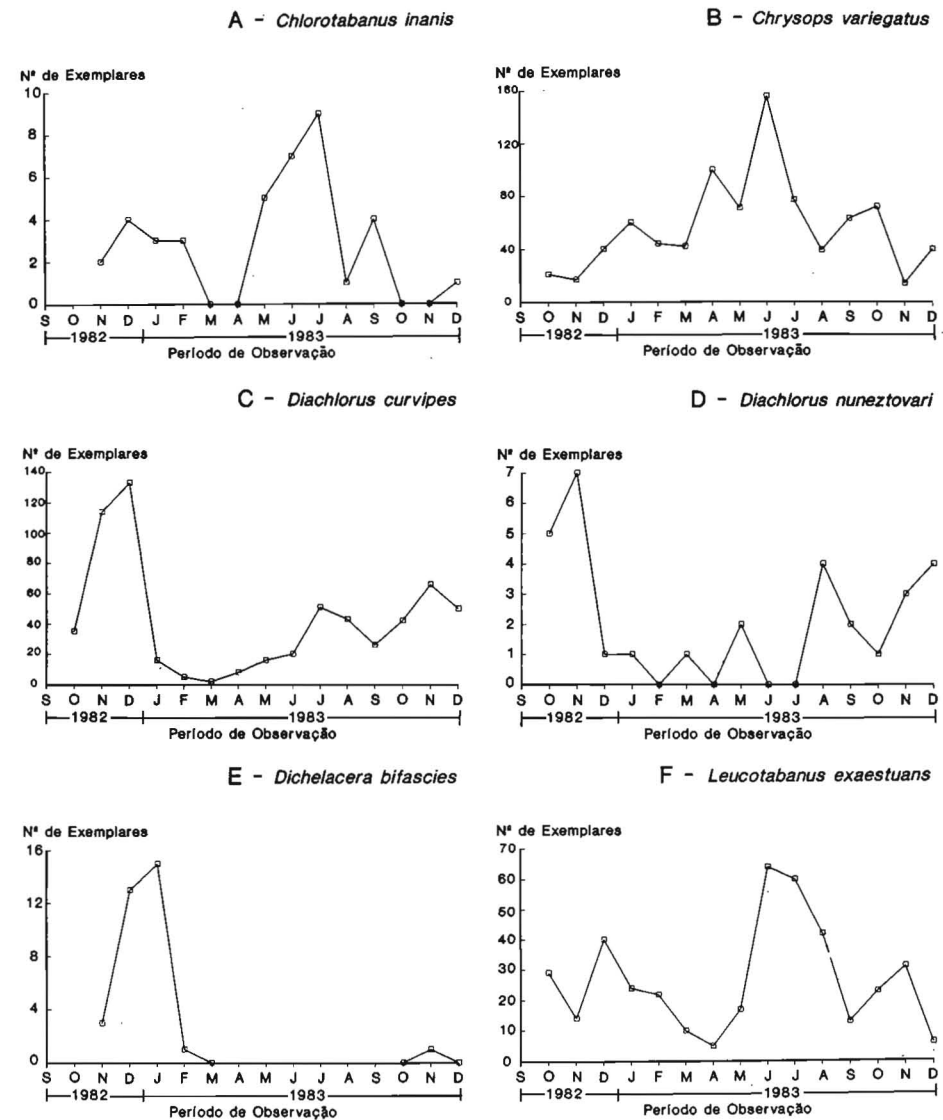 A - Chlorotabanus inanis
Nº de Exemplares
10
8
6
4
2
0
S O N D J F M A M J J A S O N D
1982 1983
Período de Observação
B - Chrysops variegatus
Nº de Exemplares
160
120
80
40
0
S O N D J F M A M J J A S O N D
1982 1983
Período de Observação
C - Diachlorus curvipes
Nº de Exemplares
140
120
100
80
60
40
20
0
S O N D J F M A M J J A S O N D
1982 1983
Período de Observação
D - Diachlorus nuneztovari
Nº de Exemplares
7
6
5
4
3
2
1
0
S O N D J F M A M J J A S O N D
1982 1983
Período de Observação
E - Dichelacera bifascies
Nº de Exemplares
16
12
8
4
0
S O N D J F M A M J J A S O N D
1982 1983
Período de Observação
F - Leucotabanus exaestuans
Nº de Exemplares
70
60
50
40
30
20
10
0
S O N D J F M A M J J A S O N D
1982 1983
Período de Observação